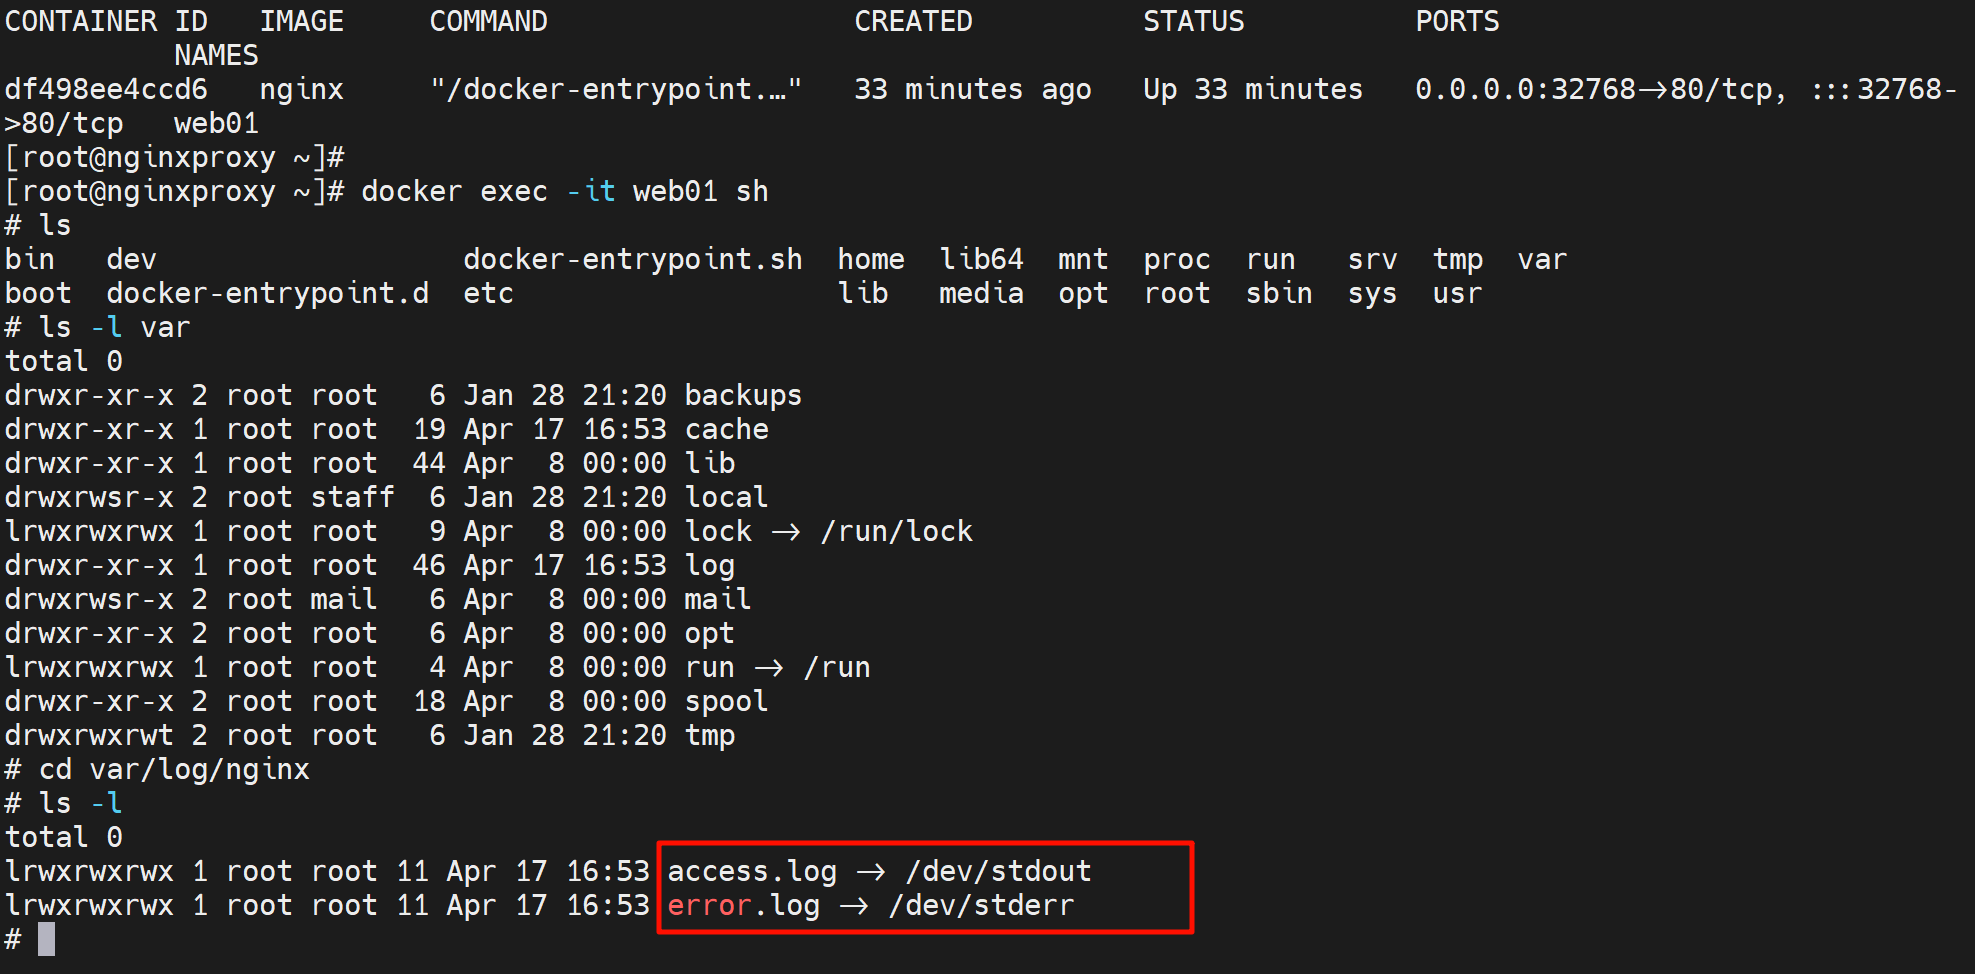 CONTAINER ID   IMAGE     COMMAND                  CREATED          STATUS          PORTS
          NAMES
df498ee4ccd6   nginx     "/docker-entrypoint.…"   33 minutes ago   Up 33 minutes   0.0.0.0:32768->80/tcp, :::32768-
>80/tcp   web01
[root@nginxproxy ~]#
[root@nginxproxy ~]# docker exec -it web01 sh
# ls
bin   dev                  docker-entrypoint.sh  home  lib64  mnt  proc  run   srv  tmp  var
boot  docker-entrypoint.d  etc                   lib   media  opt  root  sbin  sys  usr
# ls -l var
total 0
drwxr-xr-x 2 root root   6 Jan 28 21:20 backups
drwxr-xr-x 1 root root  19 Apr 17 16:53 cache
drwxr-xr-x 1 root root  44 Apr  8 00:00 lib
drwxrwsr-x 2 root staff  6 Jan 28 21:20 local
lrwxrwxrwx 1 root root   9 Apr  8 00:00 lock -> /run/lock
drwxr-xr-x 1 root root  46 Apr 17 16:53 log
drwxrwsr-x 2 root mail   6 Apr  8 00:00 mail
drwxr-xr-x 2 root root   6 Apr  8 00:00 opt
lrwxrwxrwx 1 root root   4 Apr  8 00:00 run -> /run
drwxr-xr-x 2 root root  18 Apr  8 00:00 spool
drwxrwxrwt 2 root root   6 Jan 28 21:20 tmp
# cd var/log/nginx
# ls -l
total 0
lrwxrwxrwx 1 root root 11 Apr 17 16:53 access.log -> /dev/stdout
lrwxrwxrwx 1 root root 11 Apr 17 16:53 error.log -> /dev/stderr
#